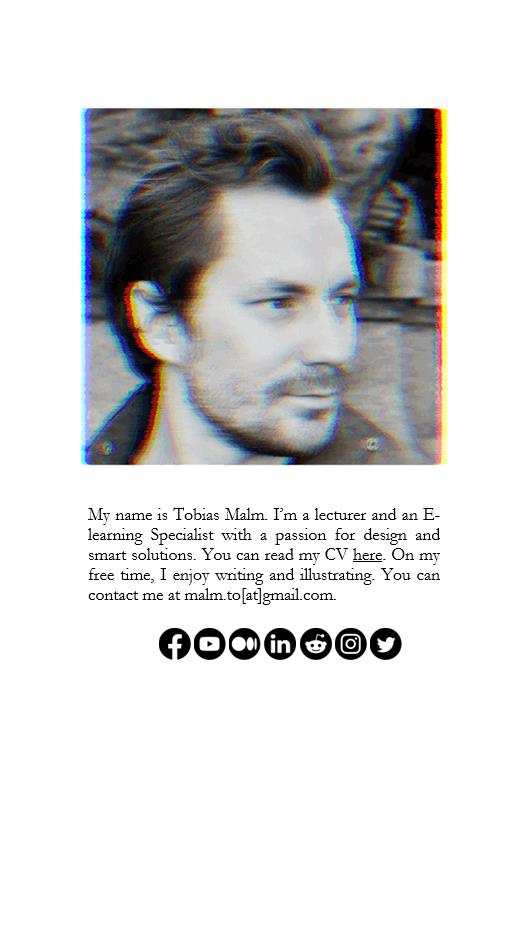 My name is Tobias Malm. I’m a lecturer and an E-
learning Specialist with a passion for design and
smart solutions. You can read my CV here. On my
free time, I enjoy writing and illustrating. You can
contact me at malm.to[at]gmail.com.